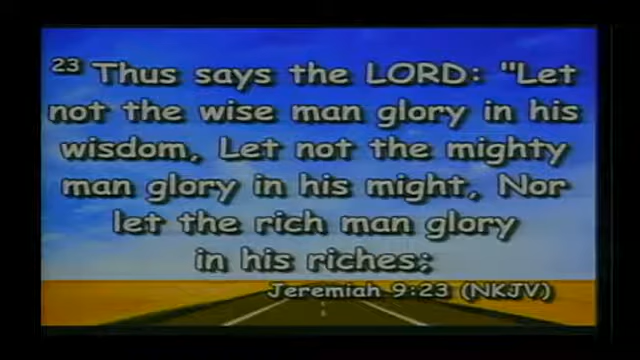 23 Thus says the LORD: "Let
not the wise man glory in his
wisdom, Let not the mighty
man glory in his might, Nor
let the rich man glory
in his riches;
Jeremiah 9:23 (NKJV)